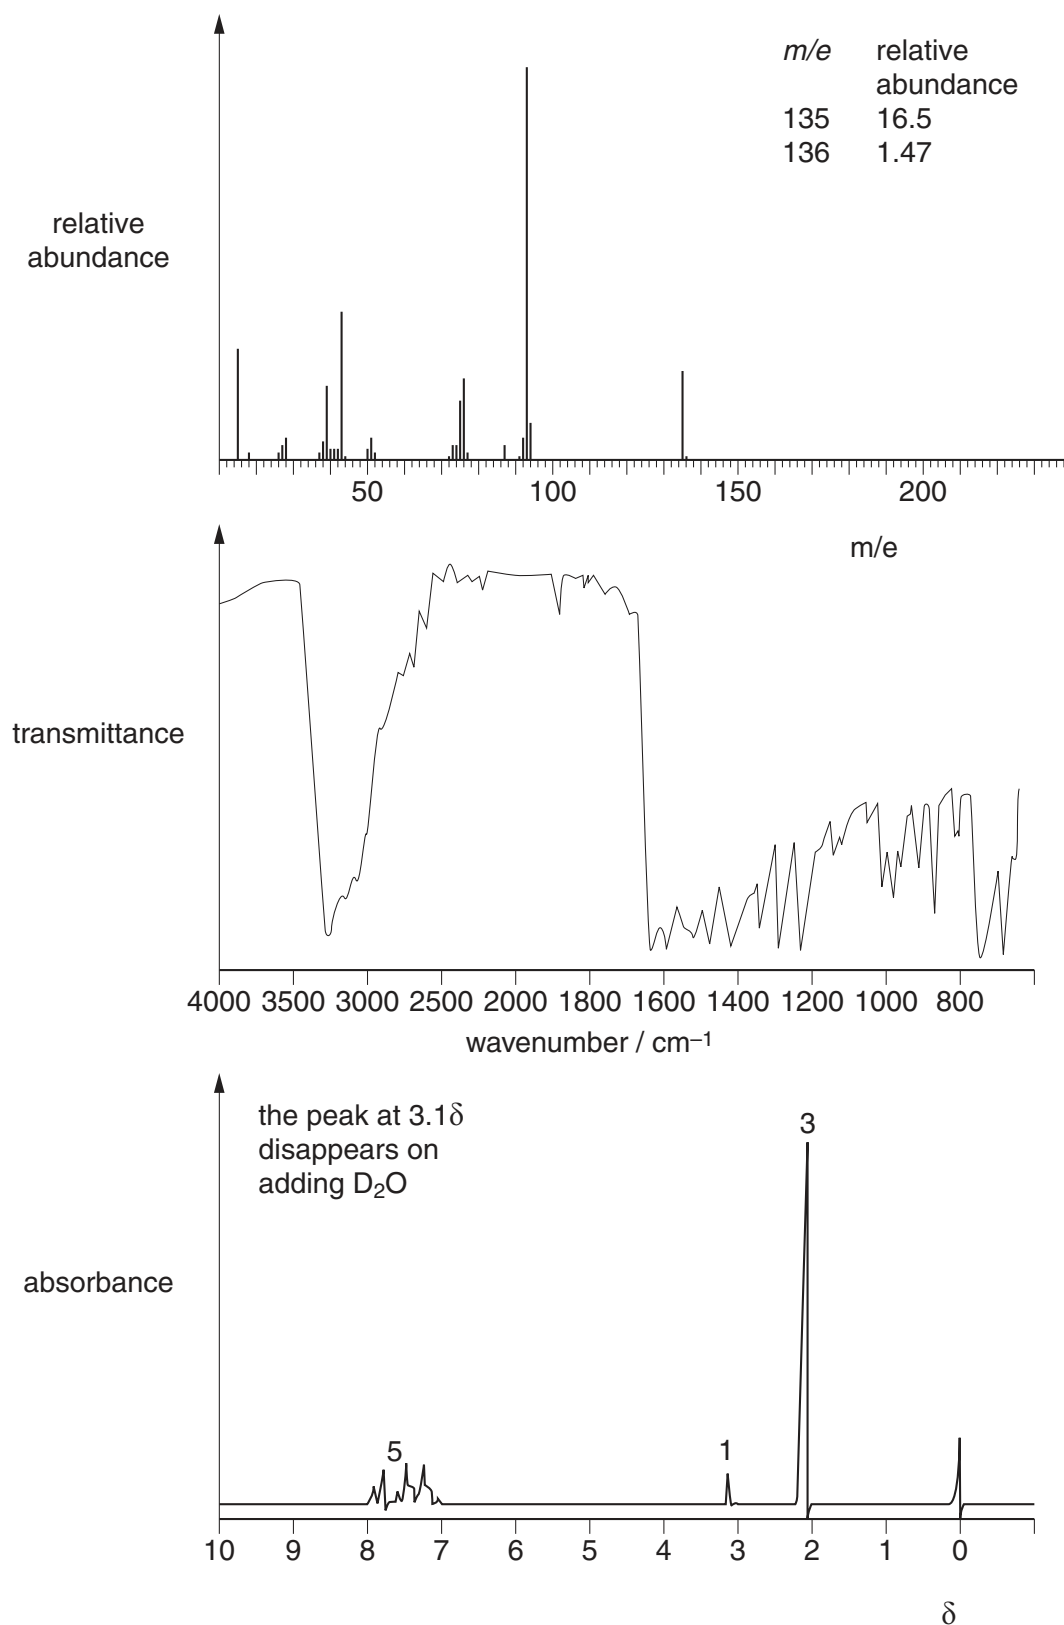 m/e relative
abundance
135 16.5
136 1.47
relative
abundance
50 100 150 200
m/e
transmittance
4000 3500 3000 2500 2000 1800 1600 1400 1200 1000 800
wavenumber / cm–1
the peak at 3.1δ
disappears on
adding D2O
3
absorbance
5 1
10 9 8 7 6 5 4 3 2 1 0
δ